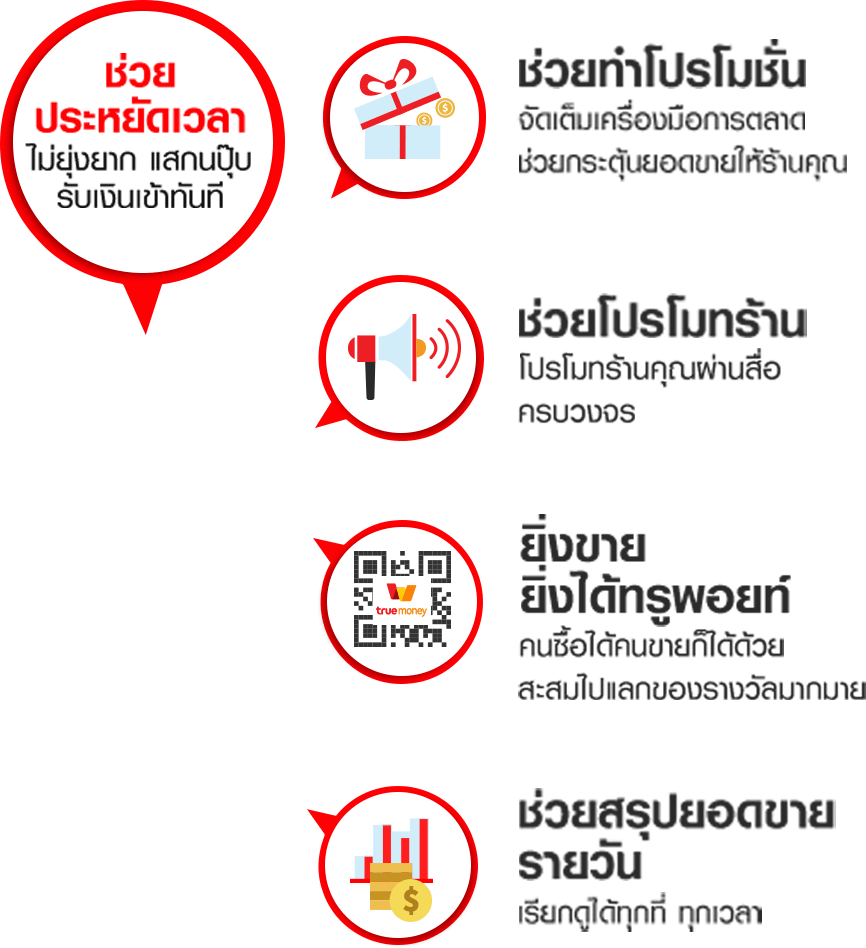 ช่วย
ประหยัดเวลา
ไม่ยุ่งยาก แสกนปุ๊บ
รับเงินเข้าทันที
ช่วยทำโปรโมชั่น
จัดเต็มเครื่องมือการตลาด
ช่วยกระตุ้นยอดขายให้ร้านคุณ
ช่วยโปรโมทร้าน
โปรโมทร้านคุณผ่านสื่อ
ครบวงจร
truemoney
ยิ่งขาย
ยิ่งได้ทรูพอยท์
คนซื้อได้คนขายก็ได้ด้วย
สะสมไปแลกของรางวัลมากมาย
ช่วยสรุปยอดขาย
รายวัน
เรียกดูได้ทุกที่ ทุกเวลา